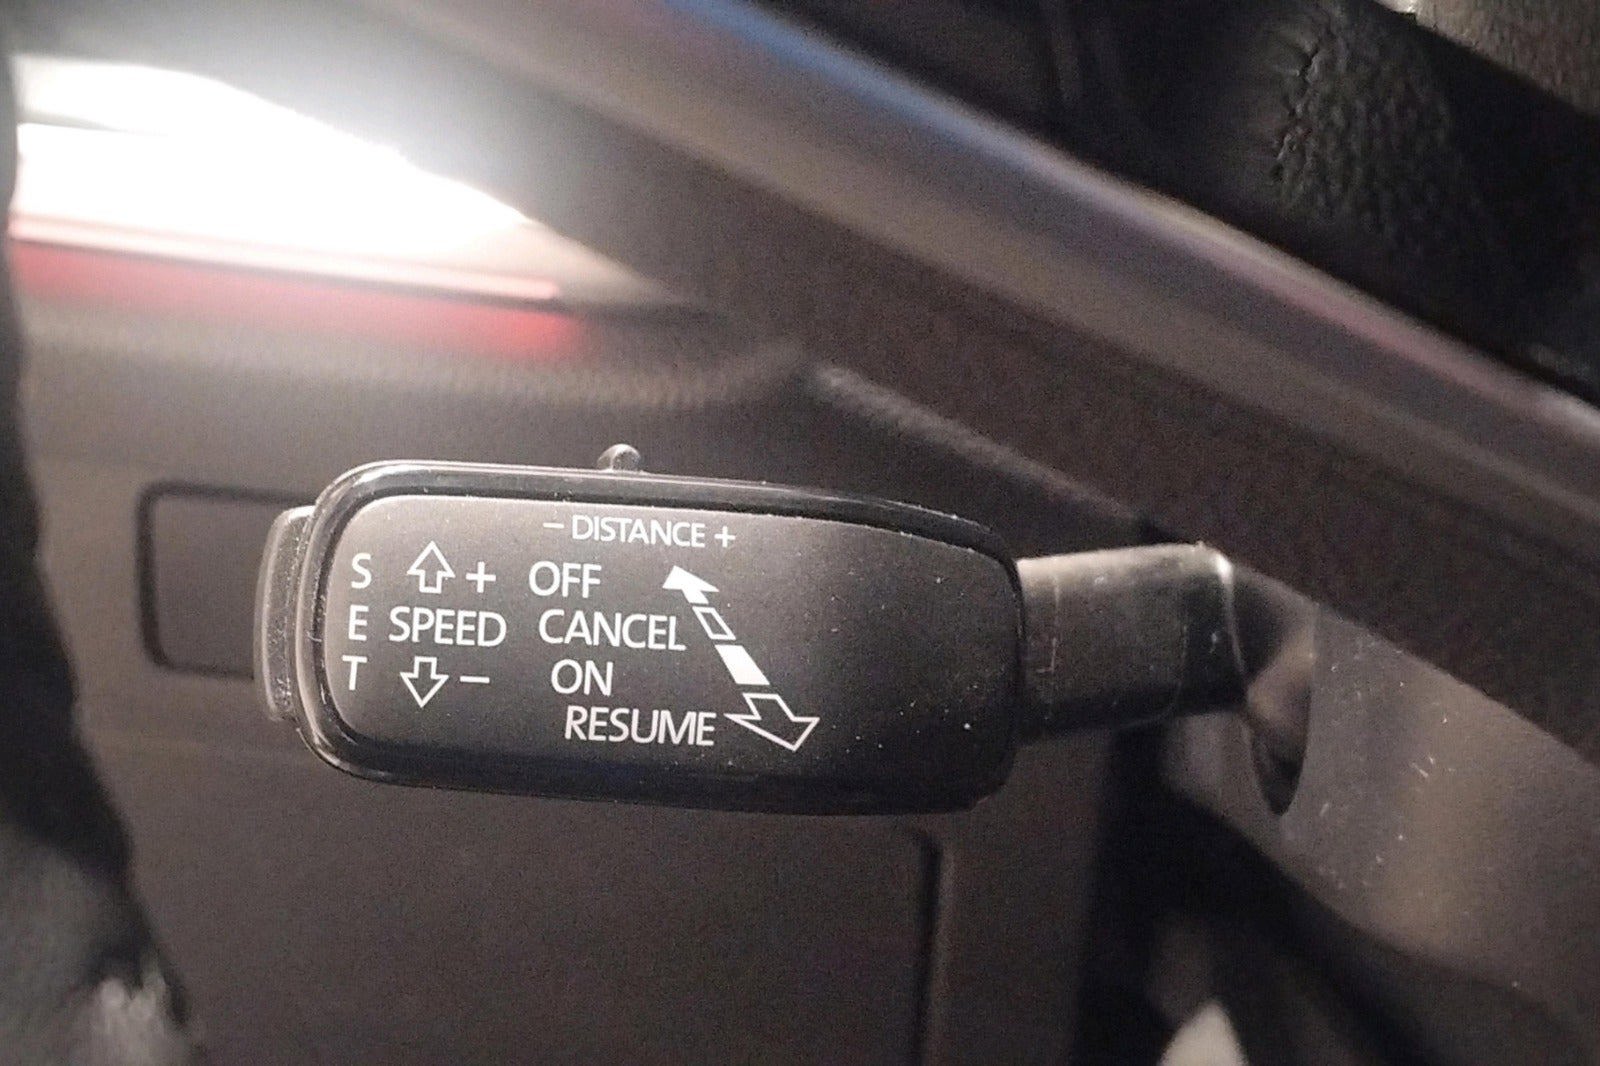 − DISTANCE +
S + OFF
E SPEED CANCEL
T − ON
RESUME